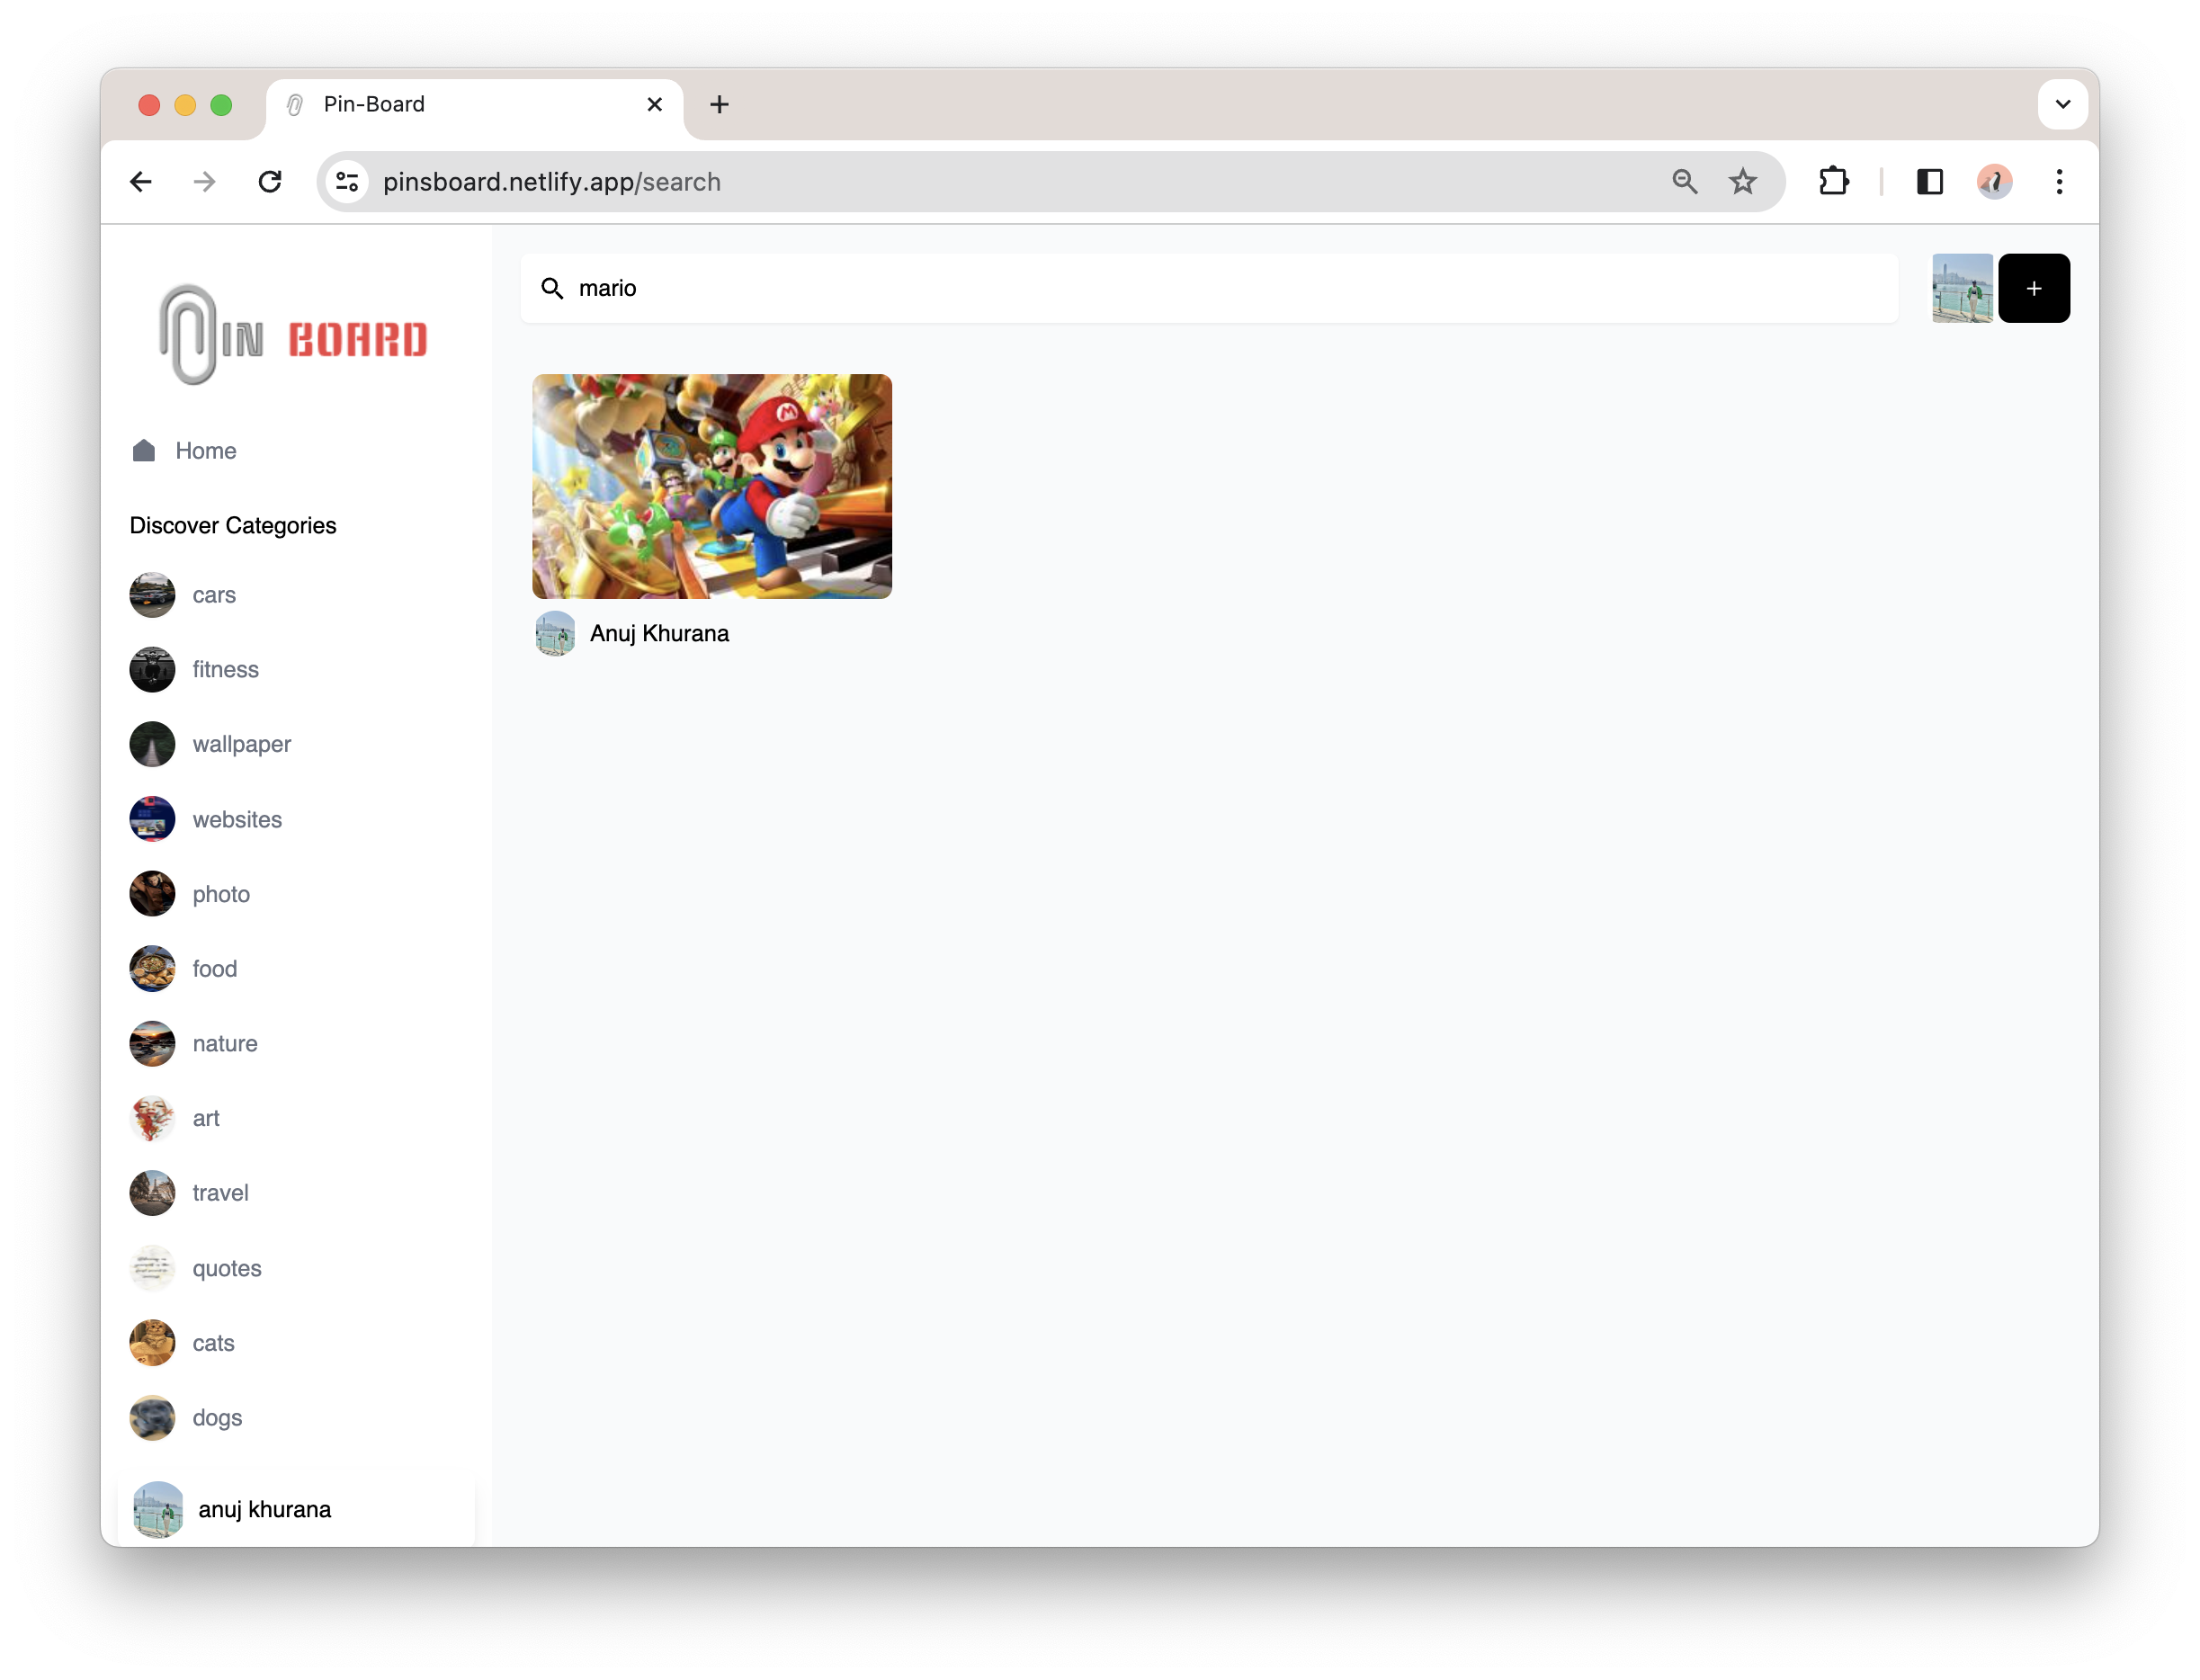 Pin-Board
pinsboard.netlify.app/search
IN BOARD
mario
Home
Discover Categories
cars
fitness
wallpaper
websites
photo
food
nature
art
travel
quotes
cats
dogs
anuj khurana
M
Anuj Khurana